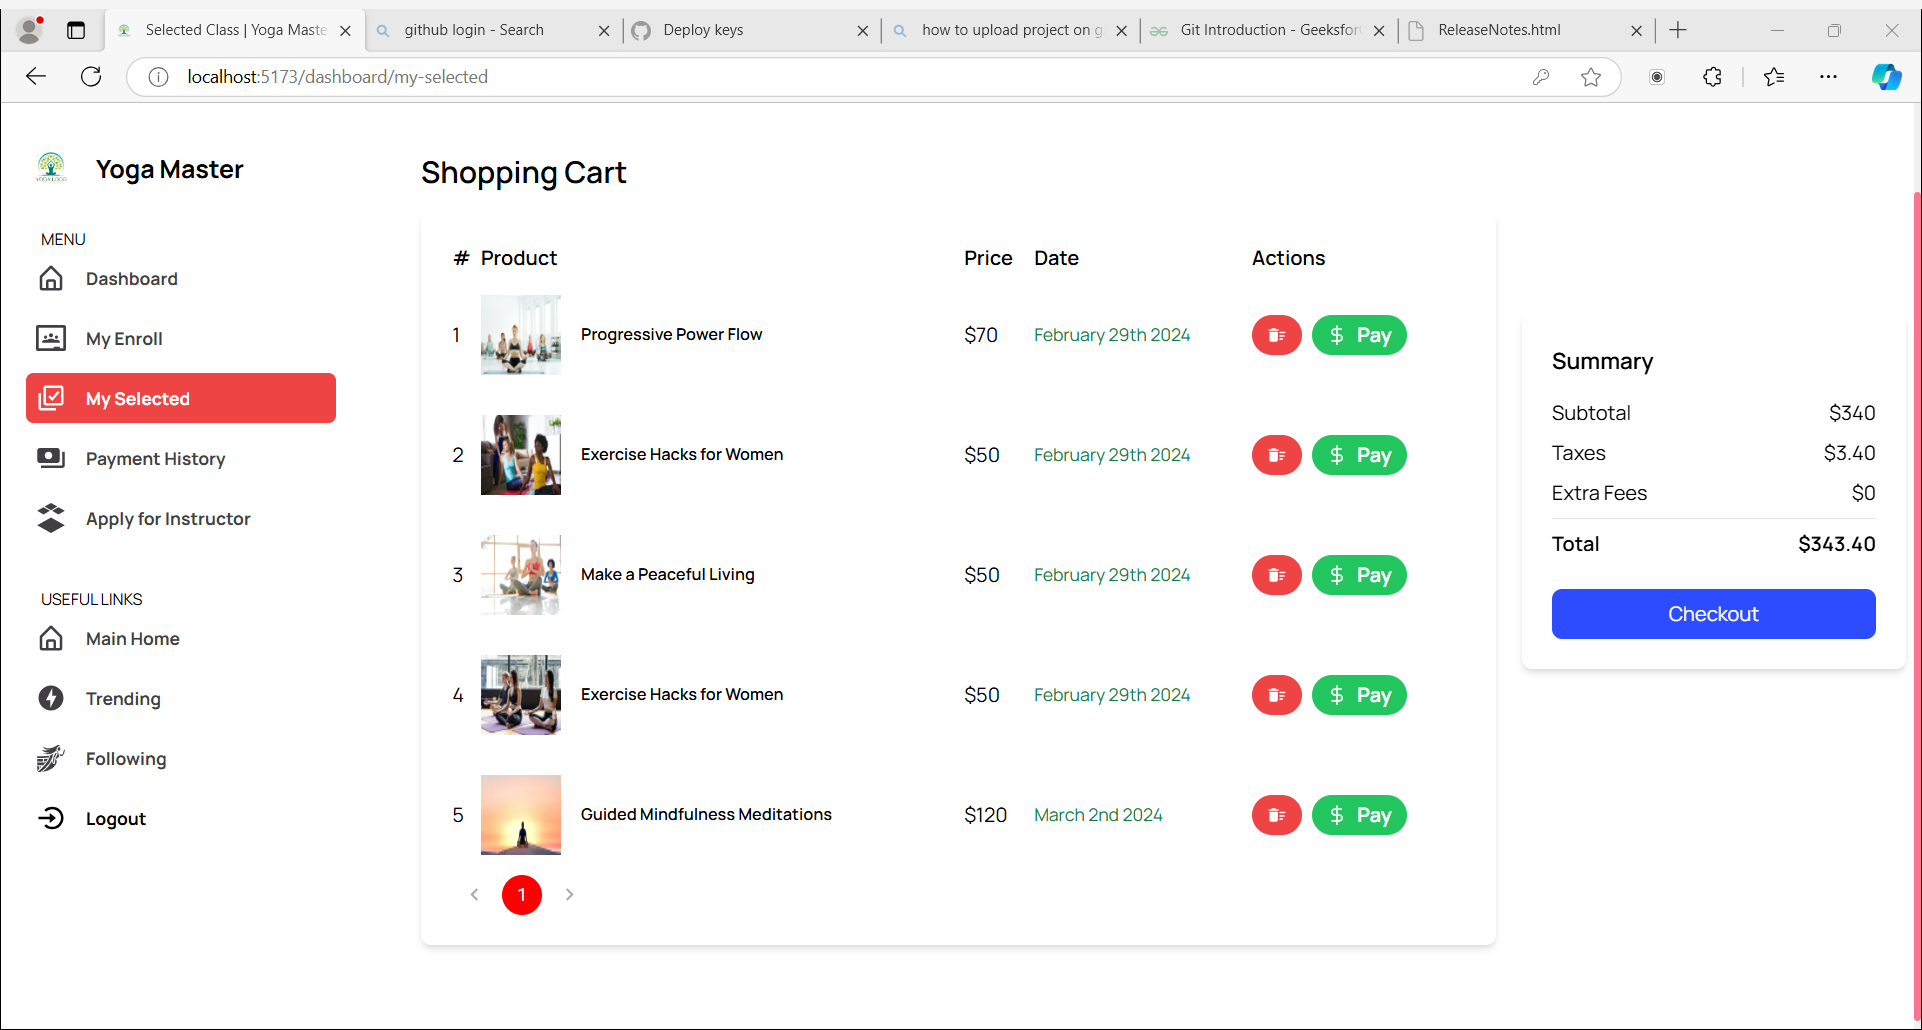 Selected Class | Yoga Maste
github login - Search
Deploy keys
how to upload project on g
Git Introduction - Geeksfor
ReleaseNotes.html
localhost:5173/dashboard/my-selected
Yoga Master
MENU
Dashboard
My Enroll
My Selected
Payment History
Apply for Instructor
USEFUL LINKS
Main Home
Trending
Following
Logout
Shopping Cart
# Product Price Date Actions
1 Progressive Power Flow $70 February 29th 2024 $ Pay
2 Exercise Hacks for Women $50 February 29th 2024 $ Pay
3 Make a Peaceful Living $50 February 29th 2024 $ Pay
4 Exercise Hacks for Women $50 February 29th 2024 $ Pay
5 Guided Mindfulness Meditations $120 March 2nd 2024 $ Pay
1
Summary
Subtotal $340
Taxes $3.40
Extra Fees $0
Total $343.40
Checkout